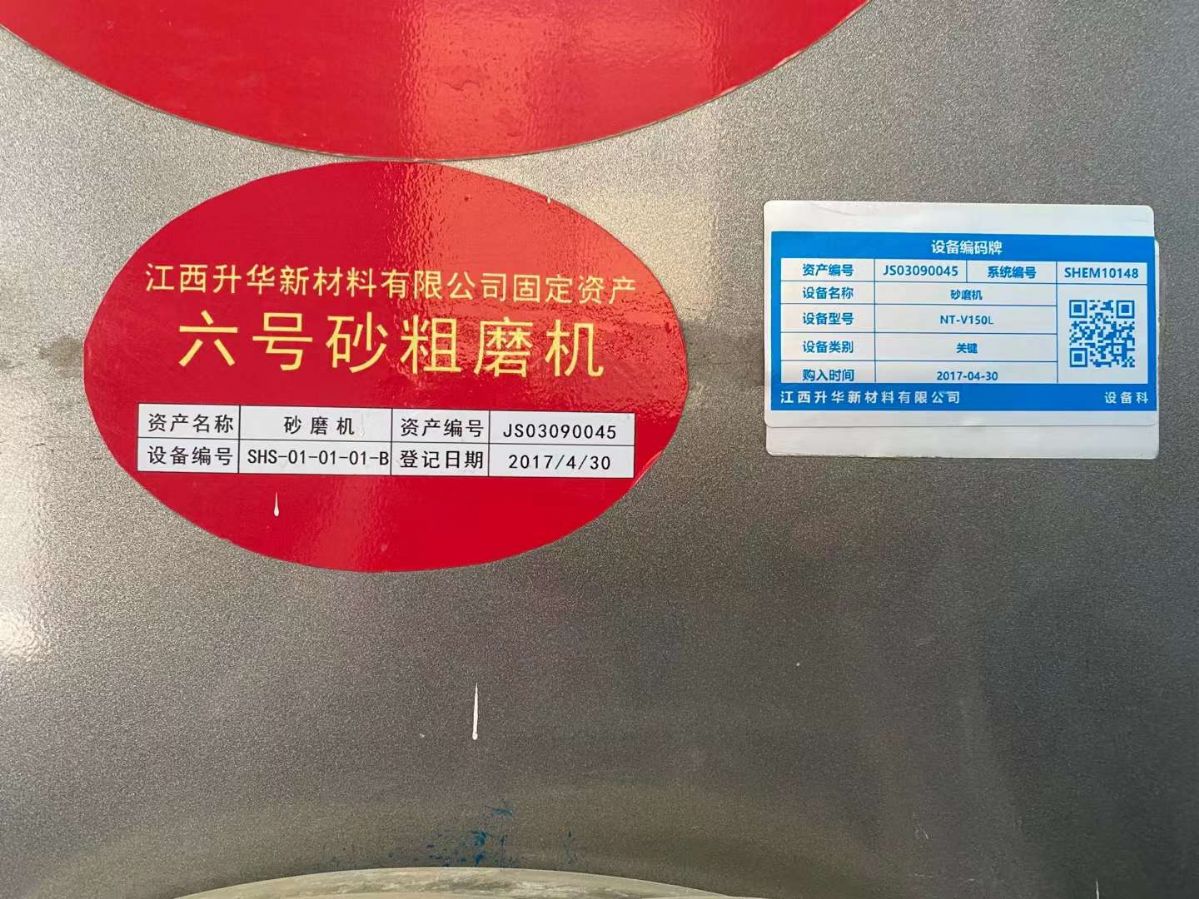 江西升华新材料有限公司固定资产
六号砂粗磨机
资产名称 砂磨机 资产编号 JS03090045
设备编号 SHS-01-01-01-B 登记日期 2017/4/30
设备编码牌
资产编号 JS03090045 系统编号 SHEM10148
设备名称 砂磨机
设备型号 NT-V150L
设备类别 关键
购入时间 2017-04-30
江西升华新材料有限公司 设备科